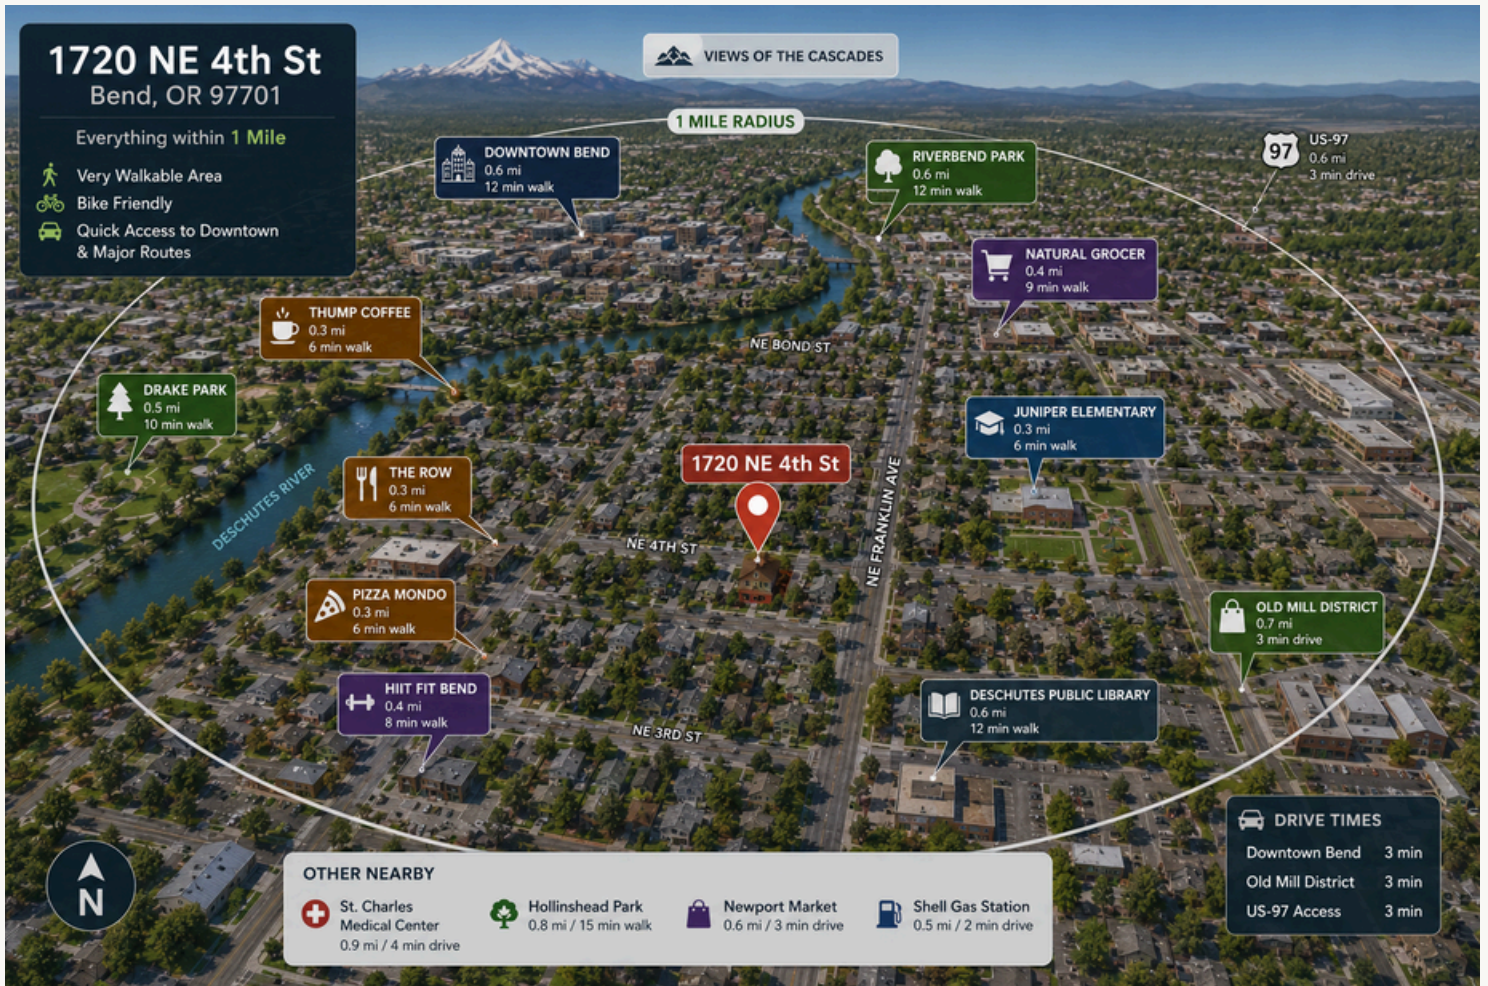 1720 NE 4th St
Bend, OR 97701
Everything within 1 Mile
Very Walkable Area
Bike Friendly
Quick Access to Downtown
& Major Routes
VIEWS OF THE CASCADES
1 MILE RADIUS
DOWNTOWN BEND
0.6 mi
12 min walk
RIVERBEND PARK
0.6 mi
12 min walk
97
US-97
0.6 mi
3 min drive
NATURAL GROCER
0.4 mi
9 min walk
THUMP COFFEE
0.3 mi
6 min walk
NE BOND ST
DRAKE PARK
0.5 mi
10 min walk
JUNIPER ELEMENTARY
0.3 mi
6 min walk
DESCHUTES RIVER
THE ROW
0.3 mi
6 min walk
1720 NE 4th St
NE 4TH ST
NE FRANKLIN AVE
PIZZA MONDO
0.3 mi
6 min walk
OLD MILL DISTRICT
0.7 mi
3 min drive
HIIT FIT BEND
0.4 mi
8 min walk
NE 3RD ST
DESCHUTES PUBLIC LIBRARY
0.6 mi
12 min walk
DRIVE TIMES
Downtown Bend 3 min
Old Mill District 3 min
US-97 Access 3 min
N
OTHER NEARBY
St. Charles
Medical Center
0.9 mi / 4 min drive
Hollinshead Park
0.8 mi / 15 min walk
Newport Market
0.6 mi / 3 min drive
Shell Gas Station
0.5 mi / 2 min drive